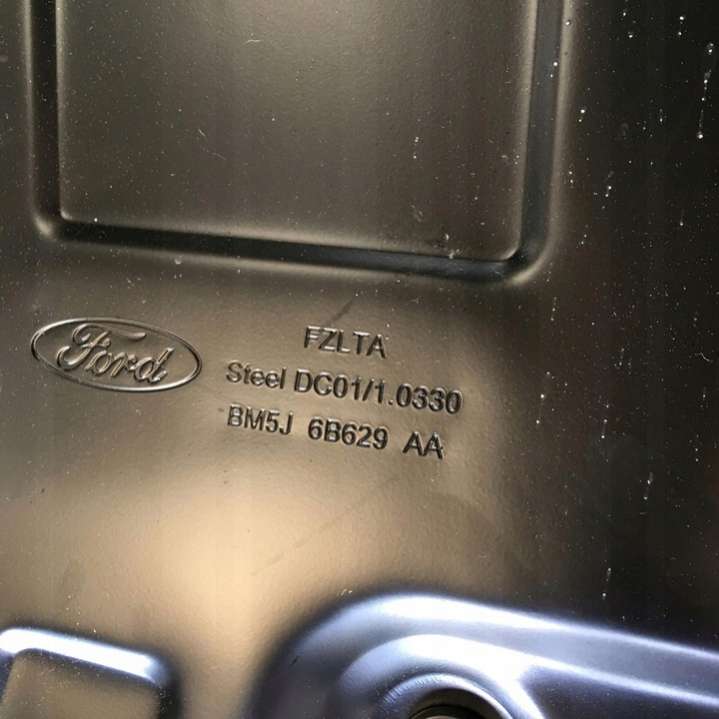 Ford
FZLTA
Steel DC01/1.0330
BM5J 6B629 AA